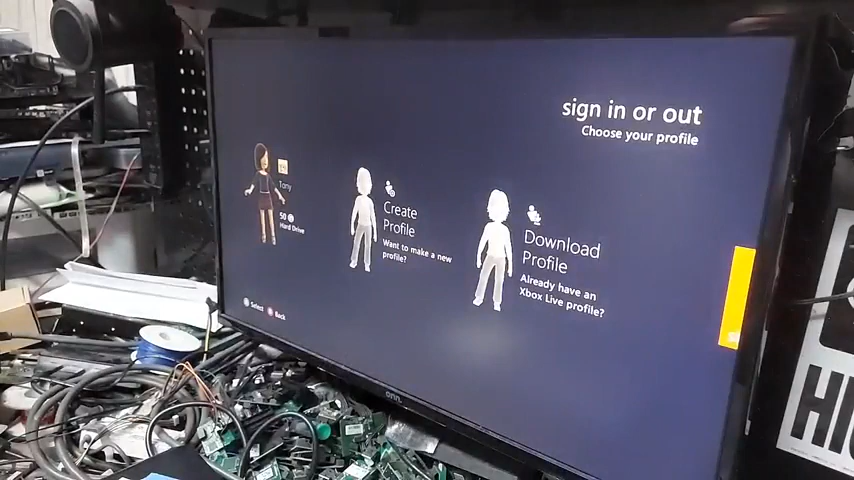 sign in or out
Choose your profile
Tony
50
Hard Drive
Create
Profile
Want to make a new
profile?
Download
Profile
Already have an
Xbox Live profile?
Select Back
onn.